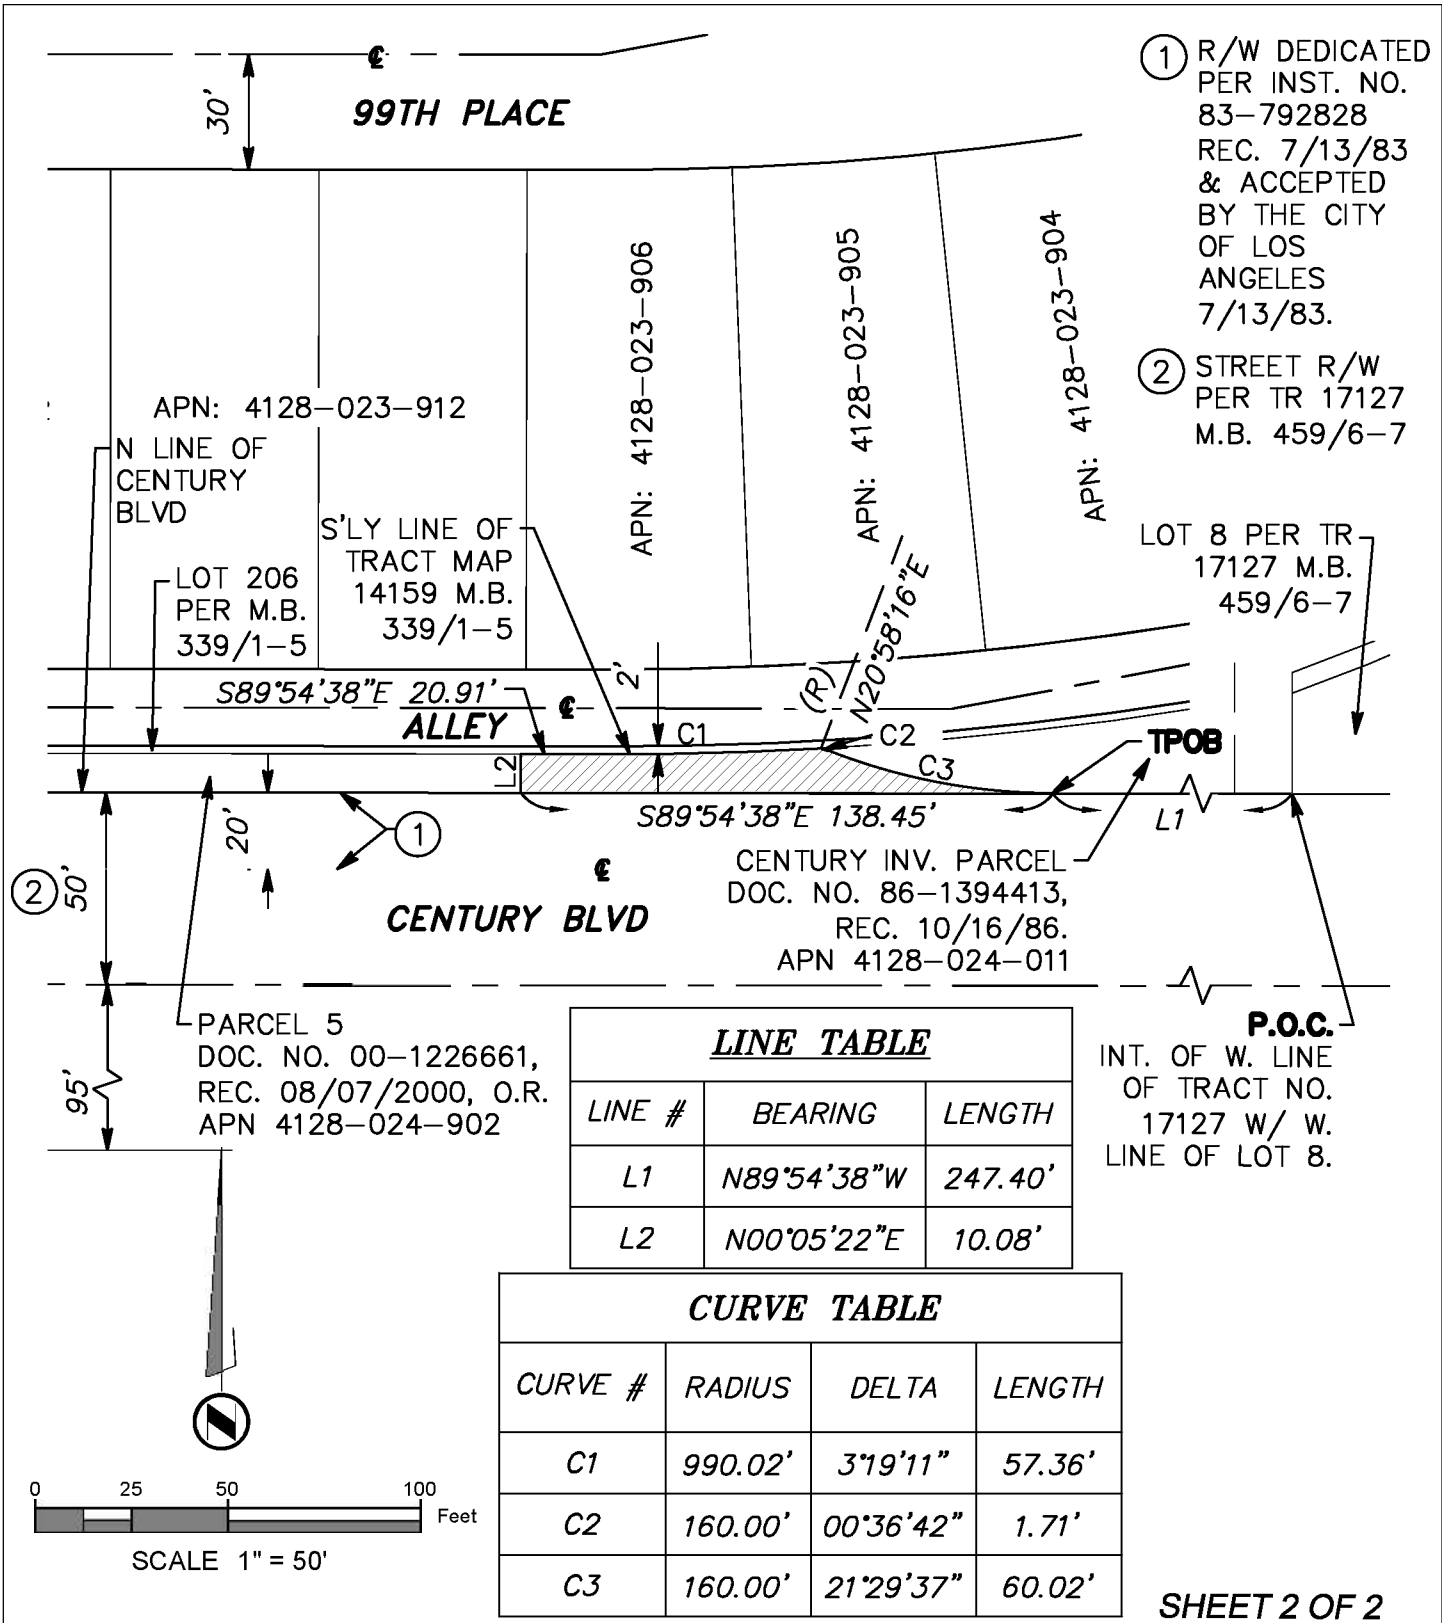 ℄
30'
99TH PLACE
① R/W DEDICATED
PER INST. NO.
83-792828
REC. 7/13/83
& ACCEPTED
BY THE CITY
OF LOS
ANGELES
7/13/83.
② STREET R/W
PER TR 17127
M.B. 459/6-7
APN: 4128-023-912
APN: 4128-023-906
APN: 4128-023-905
APN: 4128-023-904
N LINE OF
CENTURY
BLVD
S'LY LINE OF
TRACT MAP
14159 M.B.
339/1-5
LOT 206
PER M.B.
339/1-5
LOT 8 PER TR
17127 M.B.
459/6-7
S89°54'38"E 20.91'
2'
(R)
N20°58'16"E
℄
ALLEY
C1
C2
C3
L2
TPOB
S89°54'38"E 138.45'
L1
20'
①
② 50'
℄
CENTURY BLVD
CENTURY INV. PARCEL
DOC. NO. 86-1394413,
REC. 10/16/86.
APN 4128-024-011
95'
PARCEL 5
DOC. NO. 00-1226661,
REC. 08/07/2000, O.R.
APN 4128-024-902
P.O.C.
INT. OF W. LINE
OF TRACT NO.
17127 W/ W.
LINE OF LOT 8.
LINE TABLE
LINE # BEARING LENGTH
L1 N89°54'38"W 247.40'
L2 N00°05'22"E 10.08'
CURVE TABLE
CURVE # RADIUS DELTA LENGTH
C1 990.02' 3°19'11" 57.36'
C2 160.00' 00°36'42" 1.71'
C3 160.00' 21°29'37" 60.02'
N
0 25 50 100
Feet
SCALE 1" = 50'
SHEET 2 OF 2